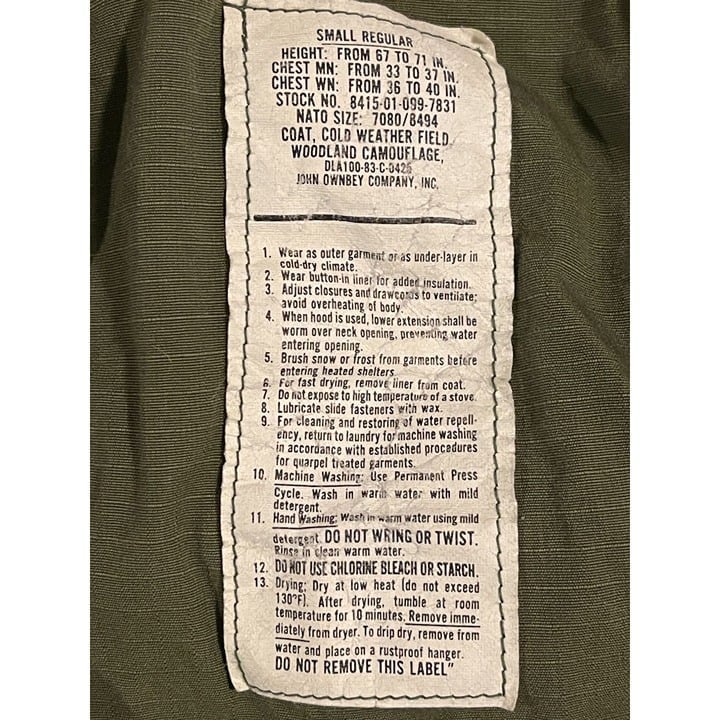 SMALL REGULAR
HEIGHT: FROM 67 TO 71 IN.
CHEST MN: FROM 33 TO 37 IN.
CHEST WN: FROM 36 TO 40 IN.
STOCK NO. 8415-01-099-7831
NATO SIZE: 7080/8494
COAT, COLD WEATHER FIELD
WOODLAND CAMOUFLAGE,
DLA100-83-C-0425
JOHN OWNBEY COMPANY, INC.
1. Wear as outer garment or as under-layer in
cold-dry climate.
2. Wear button-in liner for added insulation.
3. Adjust closures and drawcords to ventilate;
avoid overheating of body.
4. When hood is used, lower extension shall be
worn over neck opening, preventing water
entering opening.
5. Brush snow or frost from garments before
entering heated shelters.
6. For fast drying, remove liner from coat.
7. Do not expose to high temperature of a stove.
8. Lubricate slide fasteners with wax.
9. For cleaning and restoring of water repell-
ency, return to laundry for machine washing
in accordance with established procedures
for quarpel treated garments.
10. Machine Washing: Use Permanent Press
Cycle. Wash in warm water with mild
detergent.
11. Hand Washing: Wash in warm water using mild
detergent. DO NOT WRING OR TWIST.
Rinse in clean warm water.
12. DO NOT USE CHLORINE BLEACH OR STARCH.
13. Drying: Dry at low heat (do not exceed
130°F). After drying, tumble at room
temperature for 10 minutes. Remove imme-
diately from dryer. To drip dry, remove from
water and place on a rustproof hanger.
DO NOT REMOVE THIS LABEL"